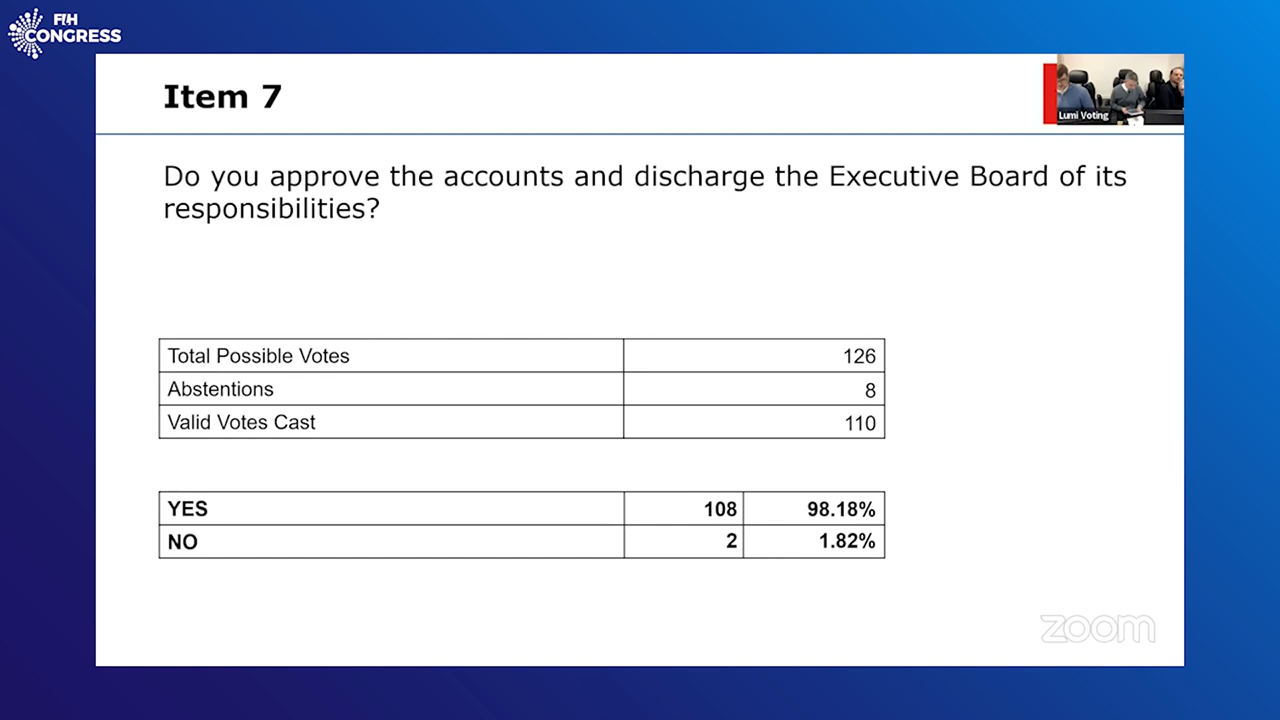 FIH
CONGRESS
Item 7
Lumi Voting
Do you approve the accounts and discharge the Executive Board of its
responsibilities?
Total Possible Votes 126
Abstentions 8
Valid Votes Cast 110
YES 108 98.18%
NO 2 1.82%
zoom